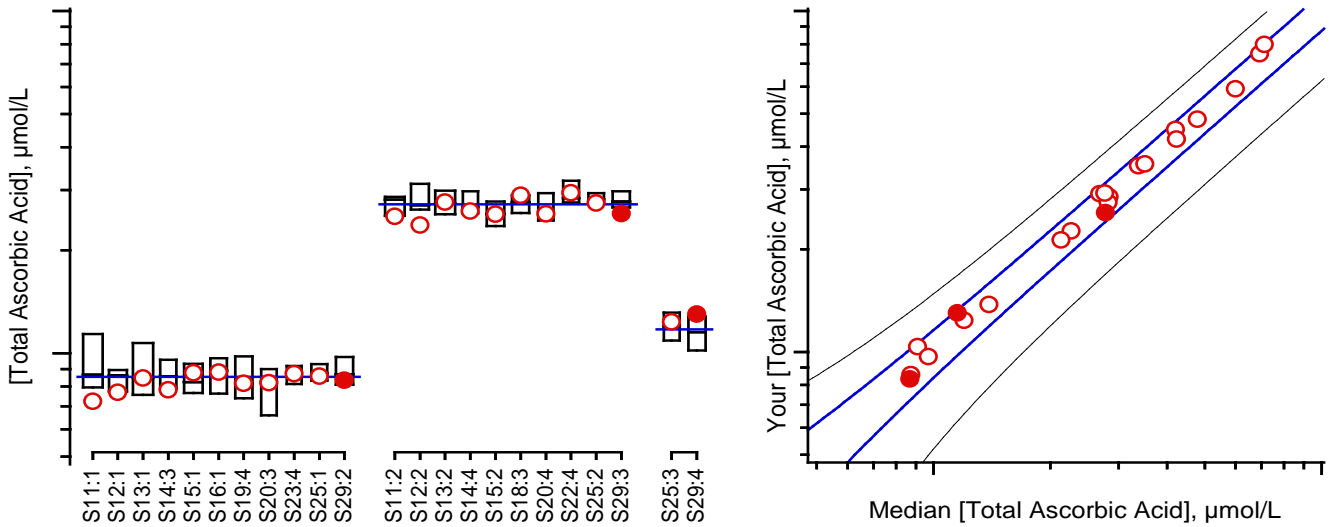 [Total Ascorbic Acid], µmol/L
S11:1
S12:1
S13:1
S14:3
S15:1
S16:1
S19:4
S20:3
S23:4
S25:1
S29:2
S11:2
S12:2
S13:2
S14:4
S15:2
S18:3
S20:4
S22:4
S25:2
S29:3
S25:3
S29:4
Your [Total Ascorbic Acid], µmol/L
Median [Total Ascorbic Acid], µmol/L